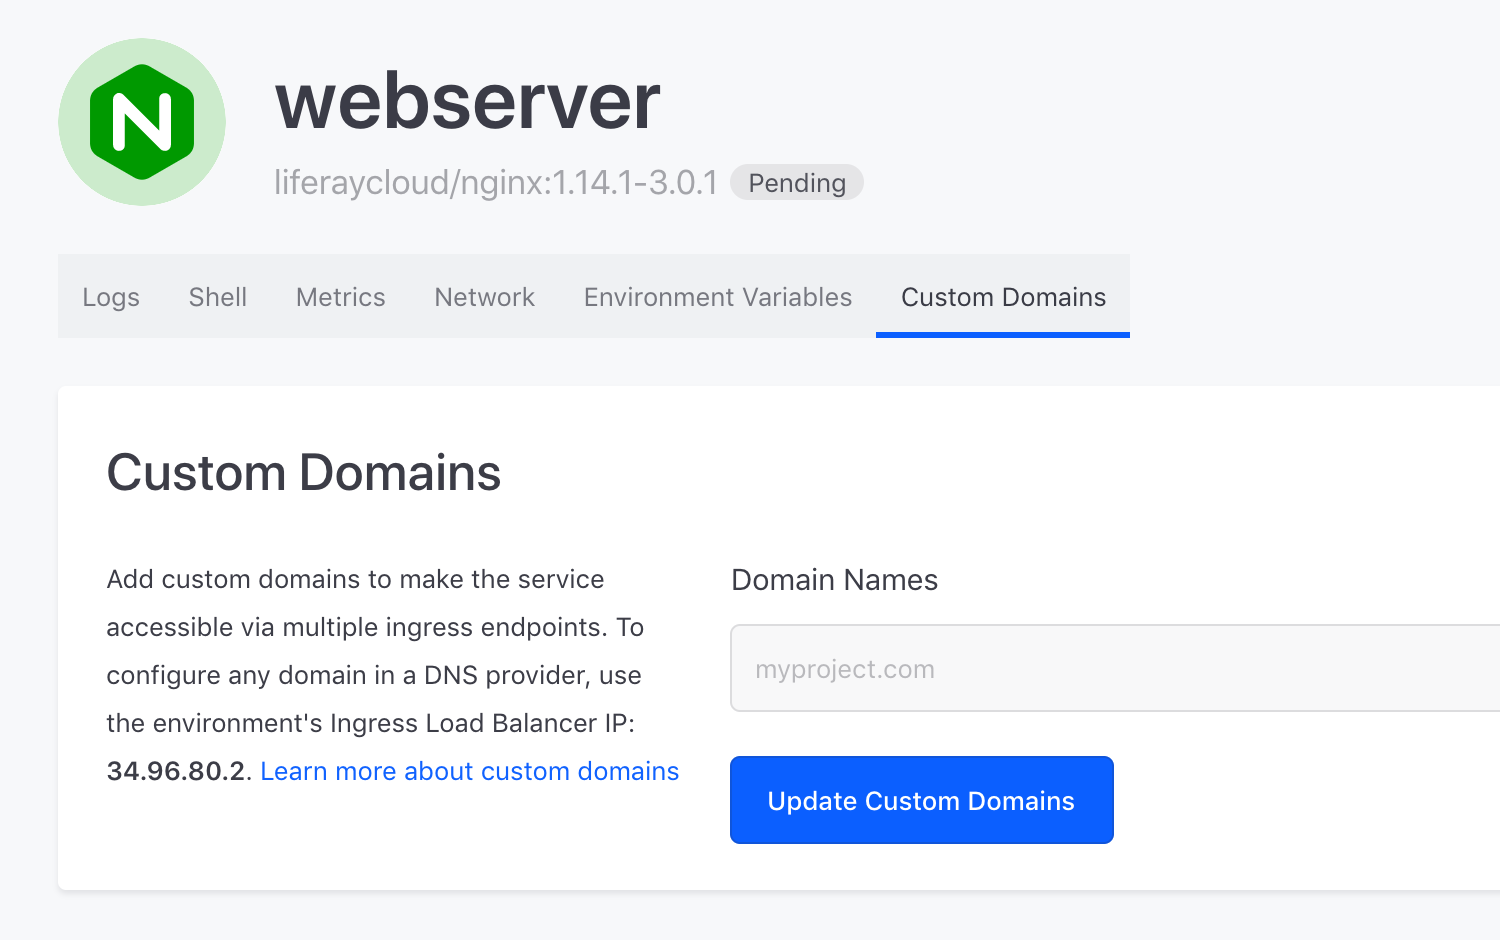 N
webserver
liferaycloud/nginx:1.14.1-3.0.1 Pending
Logs Shell Metrics Network Environment Variables Custom Domains
Custom Domains
Add custom domains to make the service
accessible via multiple ingress endpoints. To
configure any domain in a DNS provider, use
the environment's Ingress Load Balancer IP:
34.96.80.2. Learn more about custom domains
Domain Names
myproject.com
Update Custom Domains